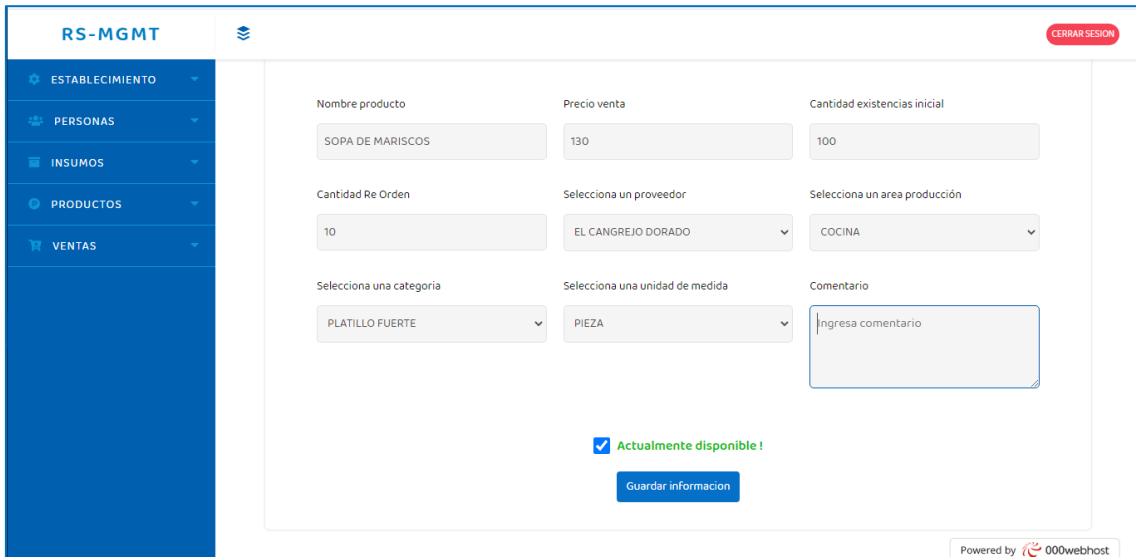 RS-MGMT
CERRAR SESION
ESTABLECIMIENTO
PERSONAS
INSUMOS
PRODUCTOS
VENTAS
Nombre producto Precio venta Cantidad existencias inicial
SOPA DE MARISCOS 130 100
Cantidad Re Orden Selecciona un proveedor Selecciona un area producción
10 EL CANGREJO DORADO COCINA
Selecciona una categoria Selecciona una unidad de medida Comentario
PLATILLO FUERTE PIEZA Ingresa comentario
Actualmente disponible !
Guardar informacion
Powered by 000webhost